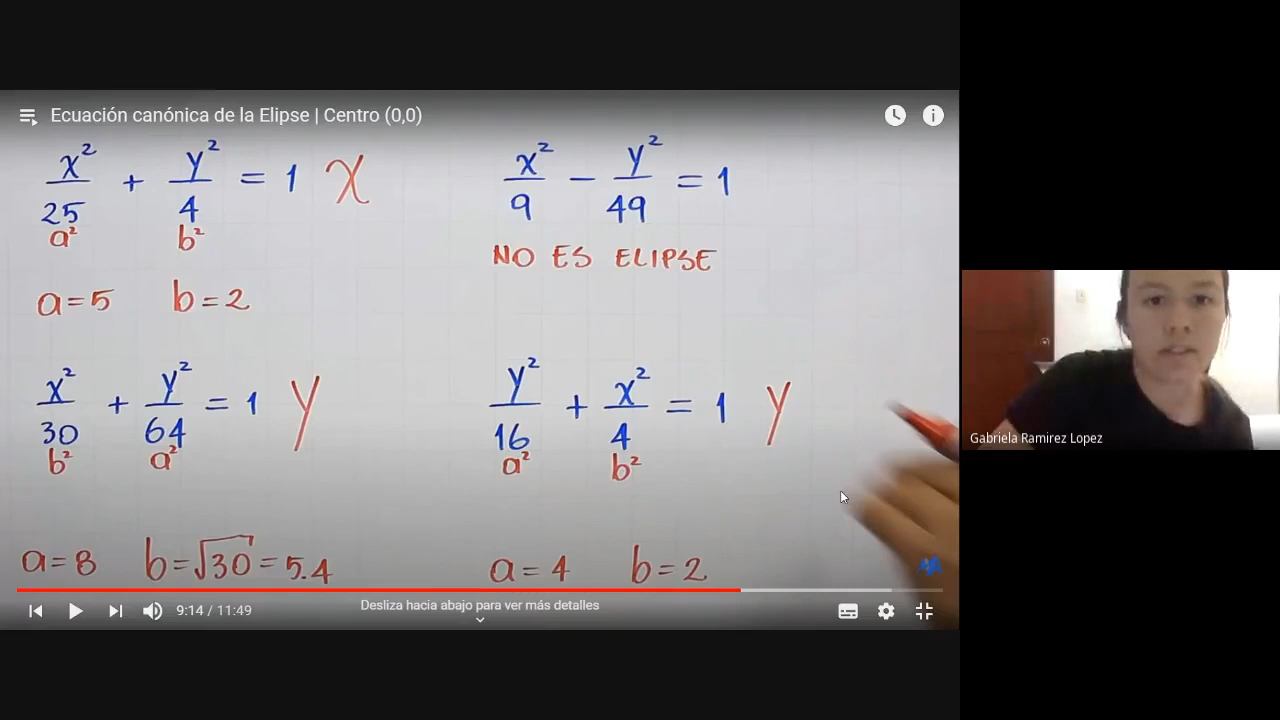 Ecuación canónica de la Elipse | Centro (0,0)
x²/25 + y²/4 = 1 x
a² b²
a=5 b=2
x²/9 − y²/49 = 1
NO ES ELIPSE
x²/30 + y²/64 = 1 y
b² a²
a=8 b=√30=5.4
y²/16 + x²/4 = 1 y
a² b²
a=4 b=2
9:14 / 11:49
Desliza hacia abajo para ver más detalles
Gabriela Ramirez Lopez